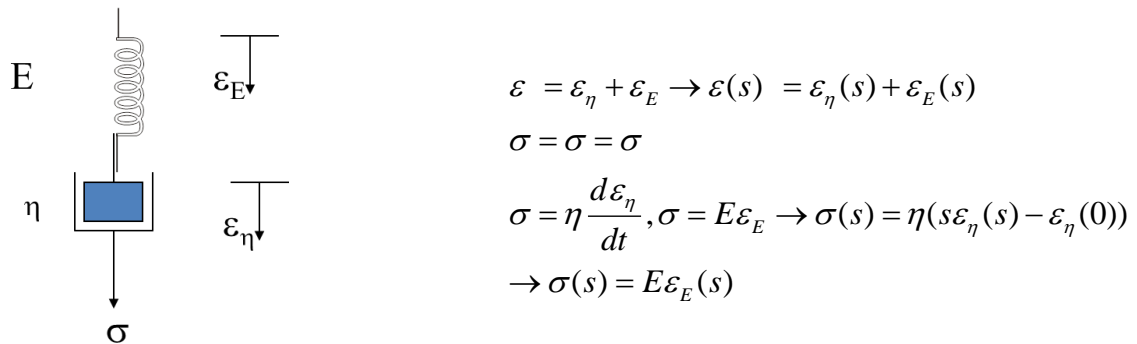 E
ε_E
η
ε_η
σ
ε = ε_η + ε_E → ε(s) = ε_η(s) + ε_E(s)
σ = σ = σ
σ = η dε_η/dt, σ = Eε_E → σ(s) = η(sε_η(s) − ε_η(0))
→ σ(s) = Eε_E(s)